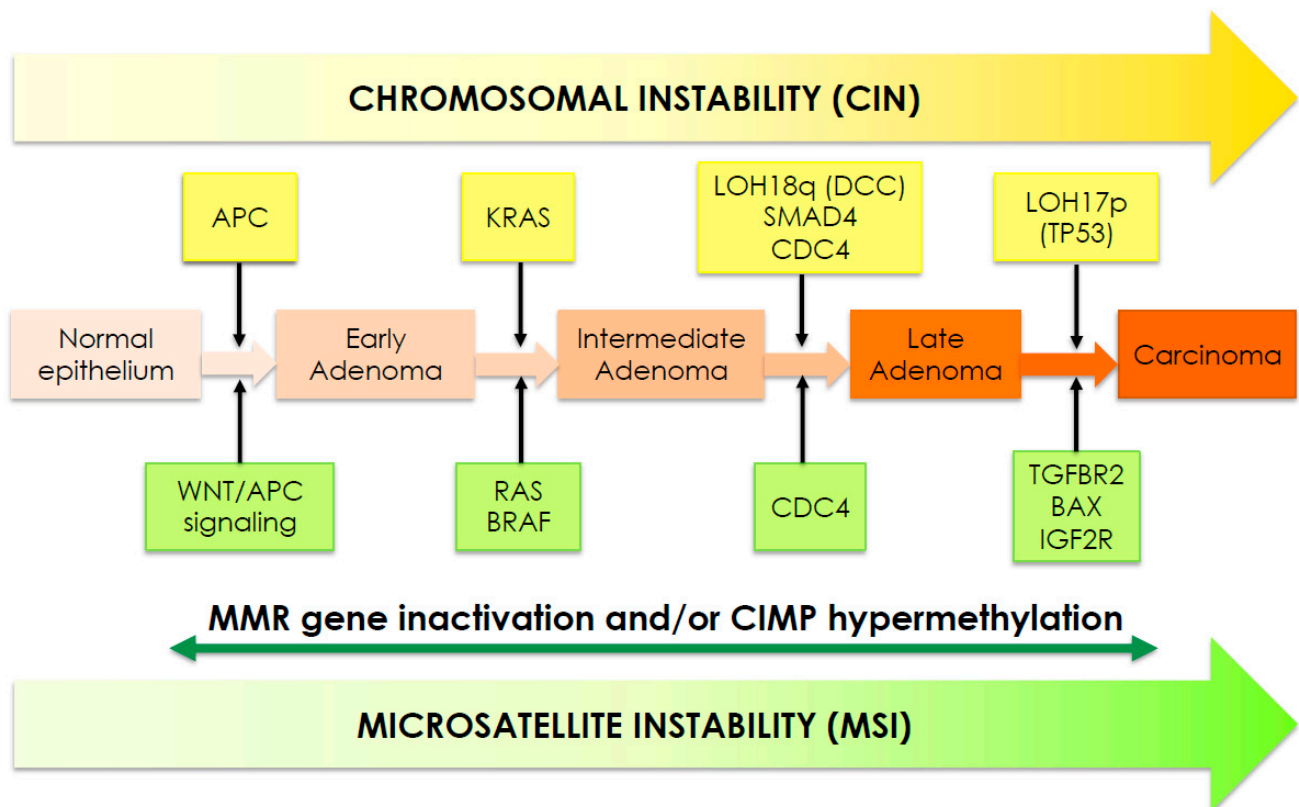 CHROMOSOMAL INSTABILITY (CIN)
APC
KRAS
LOH18q (DCC)
SMAD4
CDC4
LOH17p
(TP53)
Normal
epithelium
Early
Adenoma
Intermediate
Adenoma
Late
Adenoma
Carcinoma
WNT/APC
signaling
RAS
BRAF
CDC4
TGFBR2
BAX
IGF2R
MMR gene inactivation and/or CIMP hypermethylation
MICROSATELLITE INSTABILITY (MSI)